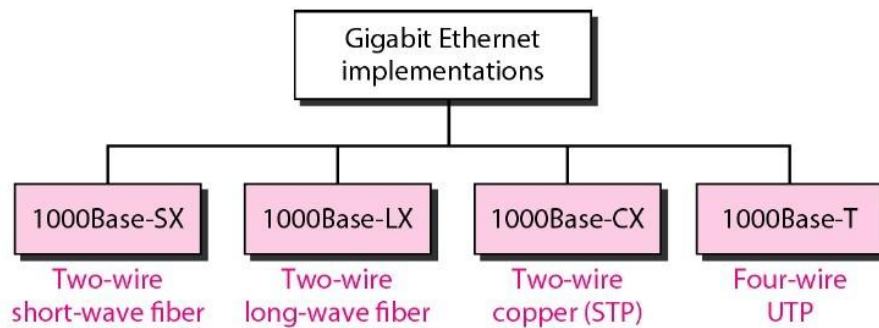 Gigabit Ethernet
implementations
1000Base-SX
1000Base-LX
1000Base-CX
1000Base-T
Two-wire
short-wave fiber
Two-wire
long-wave fiber
Two-wire
copper (STP)
Four-wire
UTP